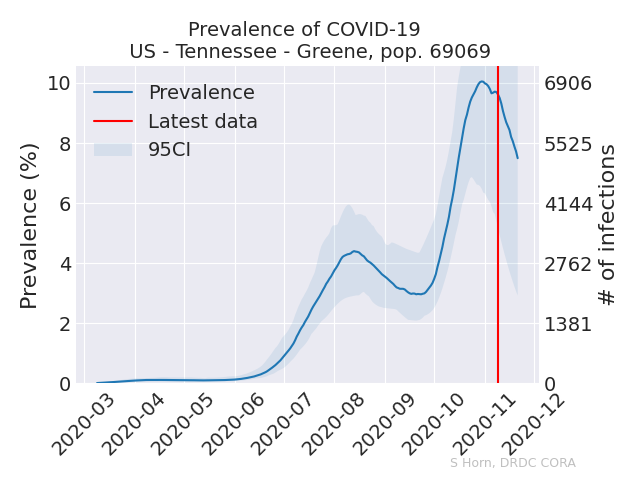 Prevalence of COVID-19
US - Tennessee - Greene, pop. 69069
Prevalence
Latest data
95CI
Prevalence (%)
10
8
6
4
2
0
6906
5525
4144
2762
1381
0
# of infections
2020-03
2020-04
2020-05
2020-06
2020-07
2020-08
2020-09
2020-10
2020-11
2020-12
S Horn, DRDC CORA